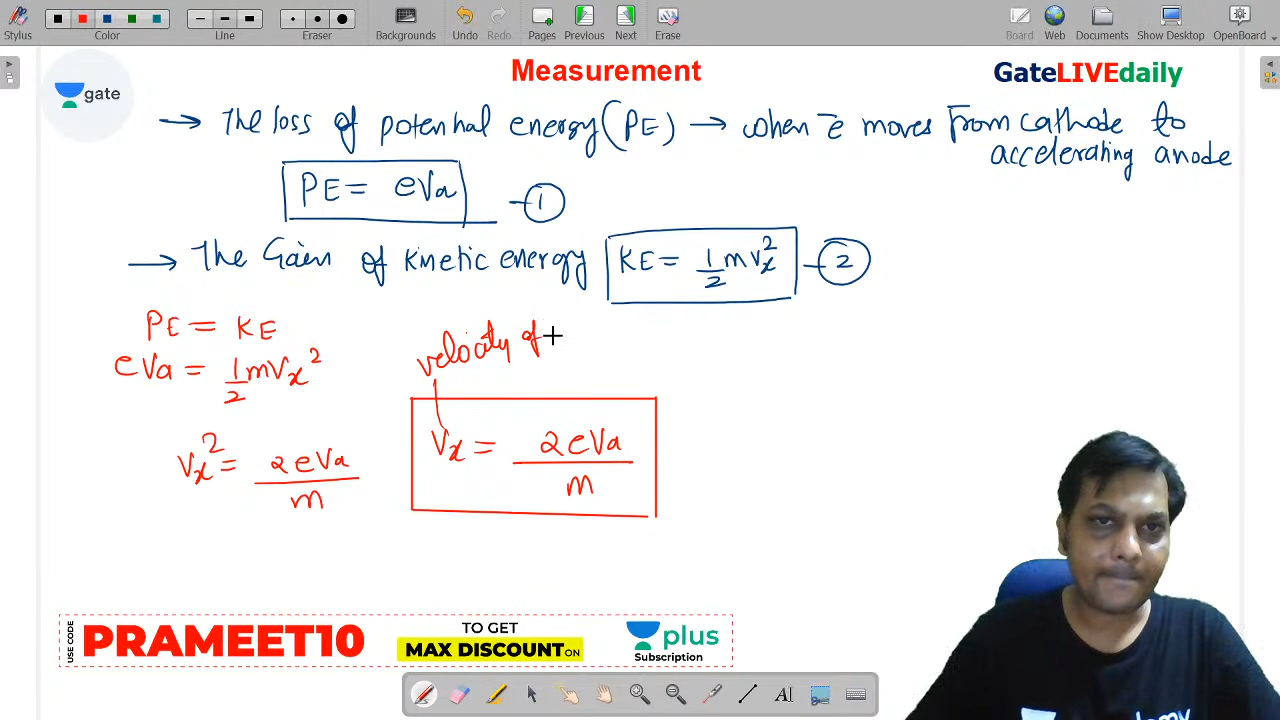 Stylus
Color
Line
Eraser
Backgrounds
Undo
Redo
Pages
Previous
Next
Erase
Board
Web
Documents
Show Desktop
OpenBoard
gate
Measurement
GateLIVEdaily
→ The loss of potential energy (PE) → when e̅ moves from cathode to
accelerating anode
PE = eVa —①
→ The Gain of kinetic energy KE = 1/2 mvx² —②
PE = KE
eVa = 1/2 mVx²
velocity of
Vx² = 2eVa/m
Vx = 2eVa/m
USE CODE
PRAMEET10
TO GET
MAX DISCOUNT ON
plus
Subscription